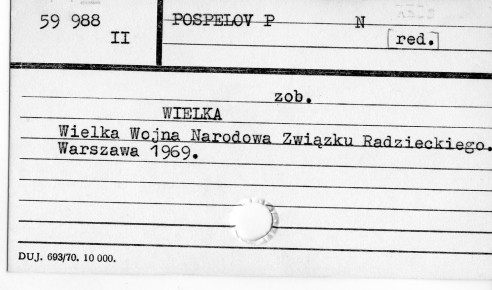 59 988
II
POSPELOV P N
[red.]
zob.
WIELKA
Wielka Wojna Narodowa Związku Radzieckiego.
Warszawa 1969.
DUJ. 693/70. 10 000.